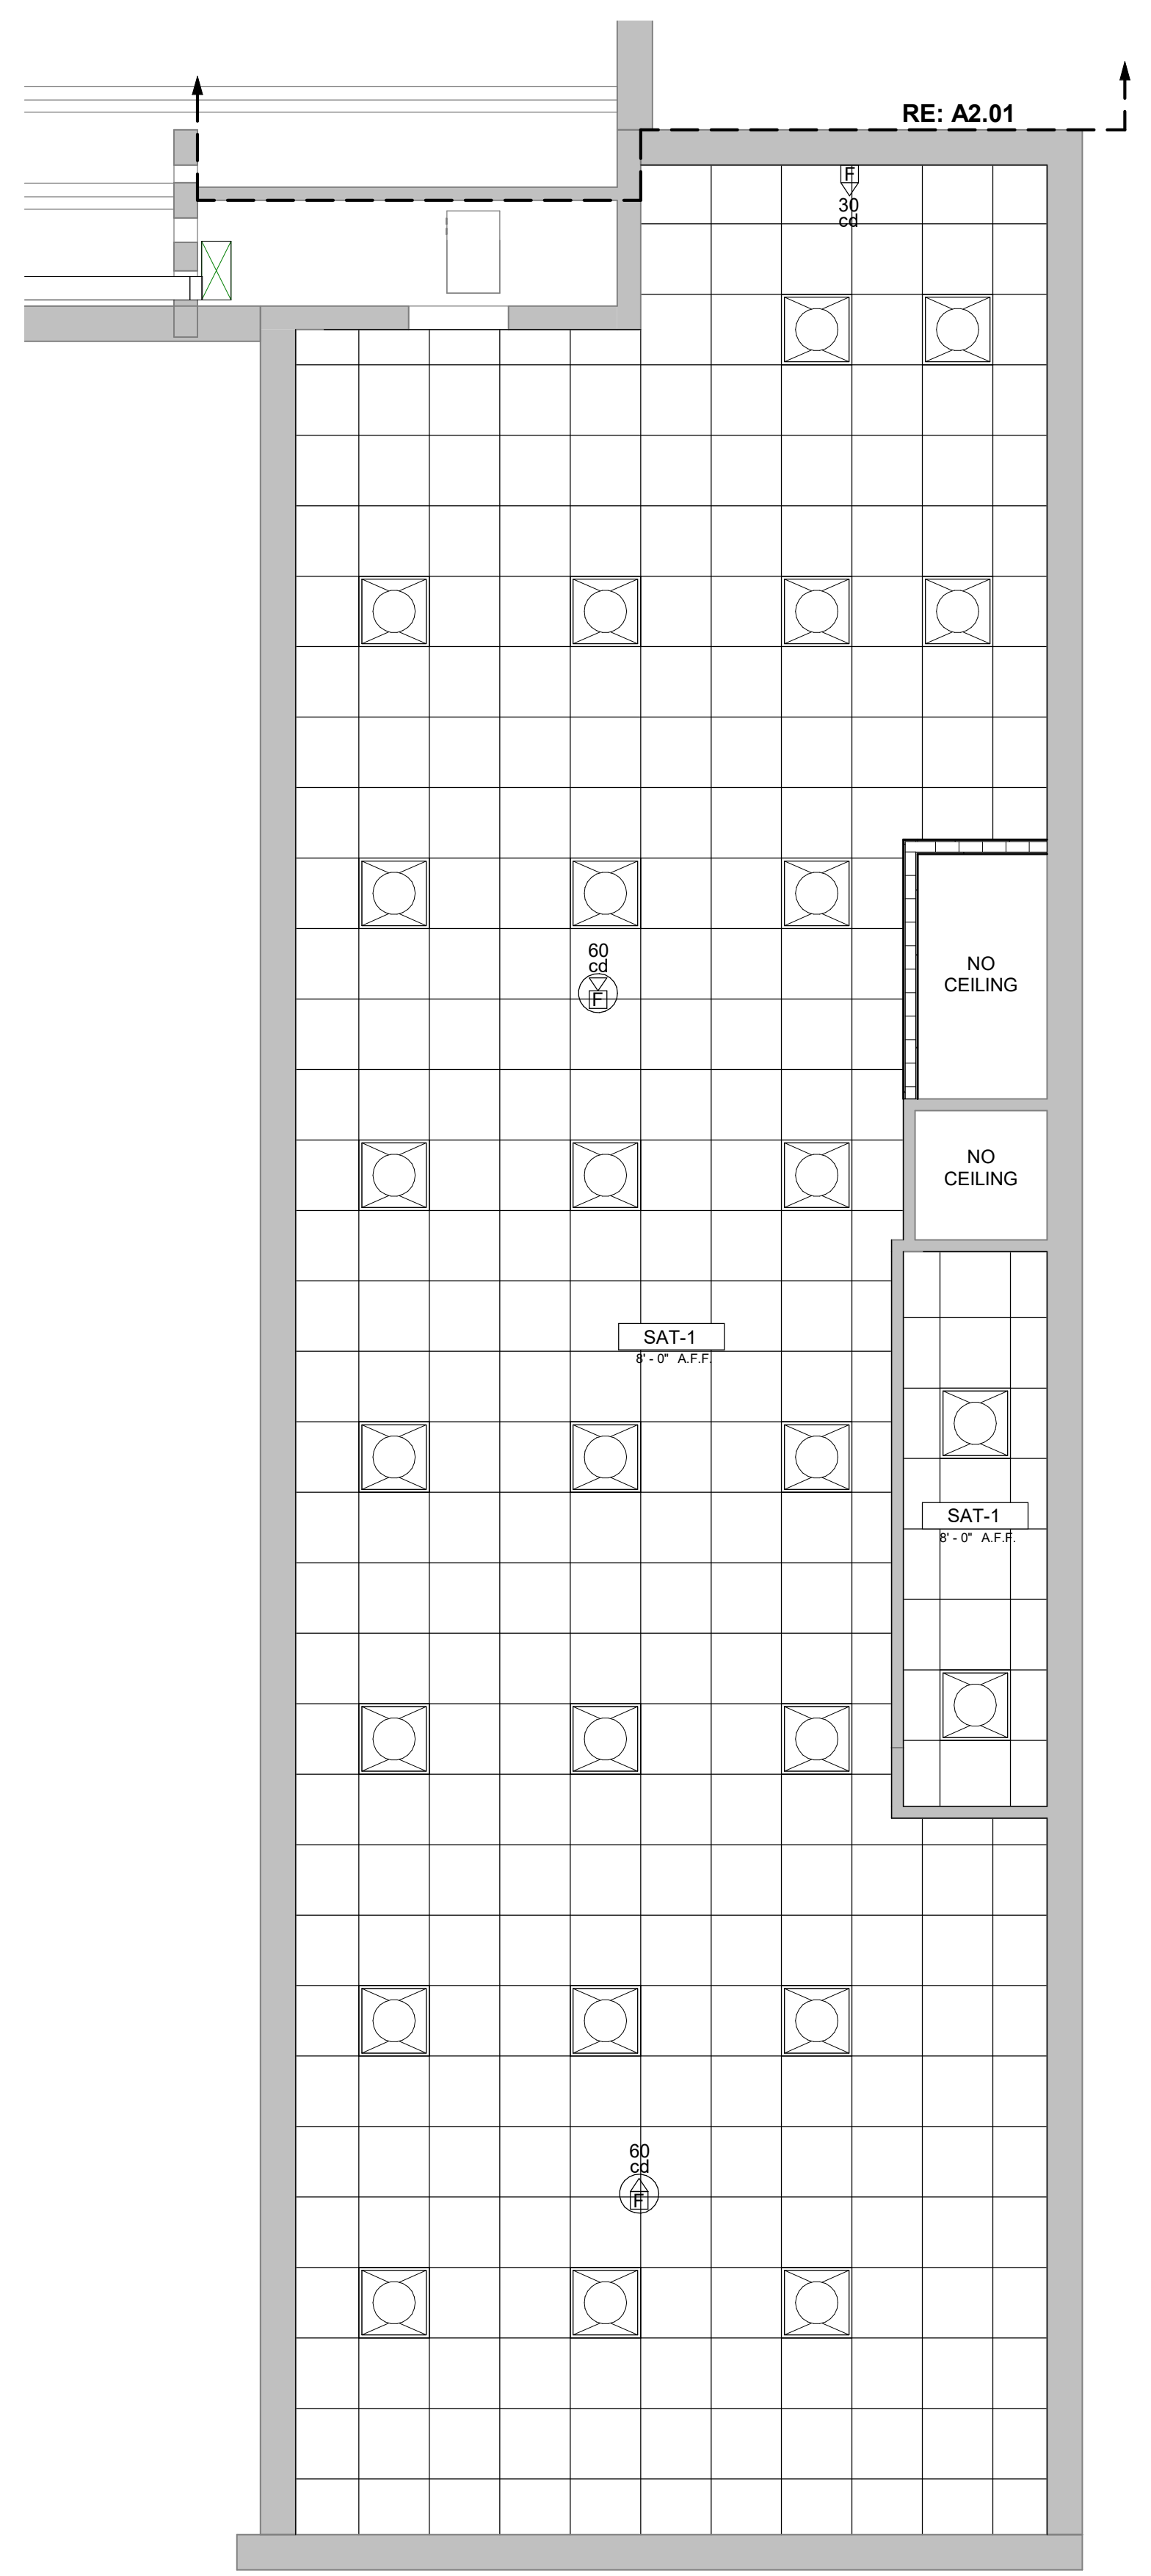 RE: A2.01
F
30
cd
60
cd
F
NO
CEILING
NO
CEILING
SAT-1
8' - 0" A.F.F.
SAT-1
8' - 0" A.F.F.
60
cd
F